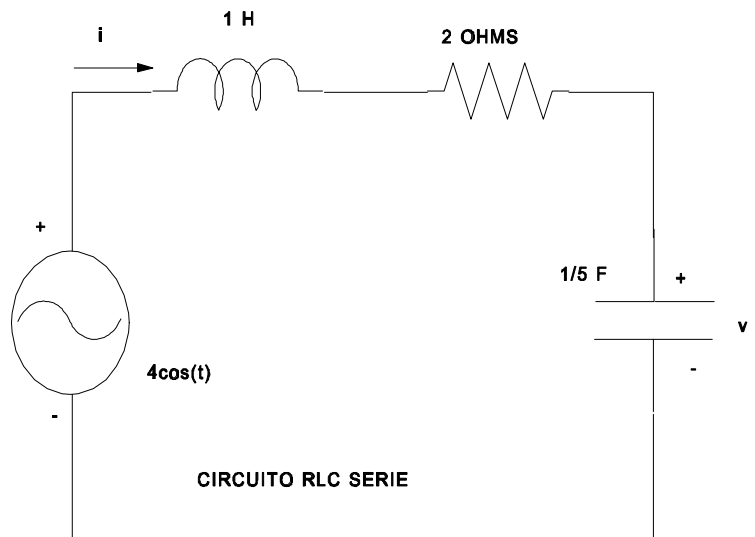 1 H
i
2 OHMS
+
1/5 F
+
v
4cos(t)
-
-
CIRCUITO RLC SERIE